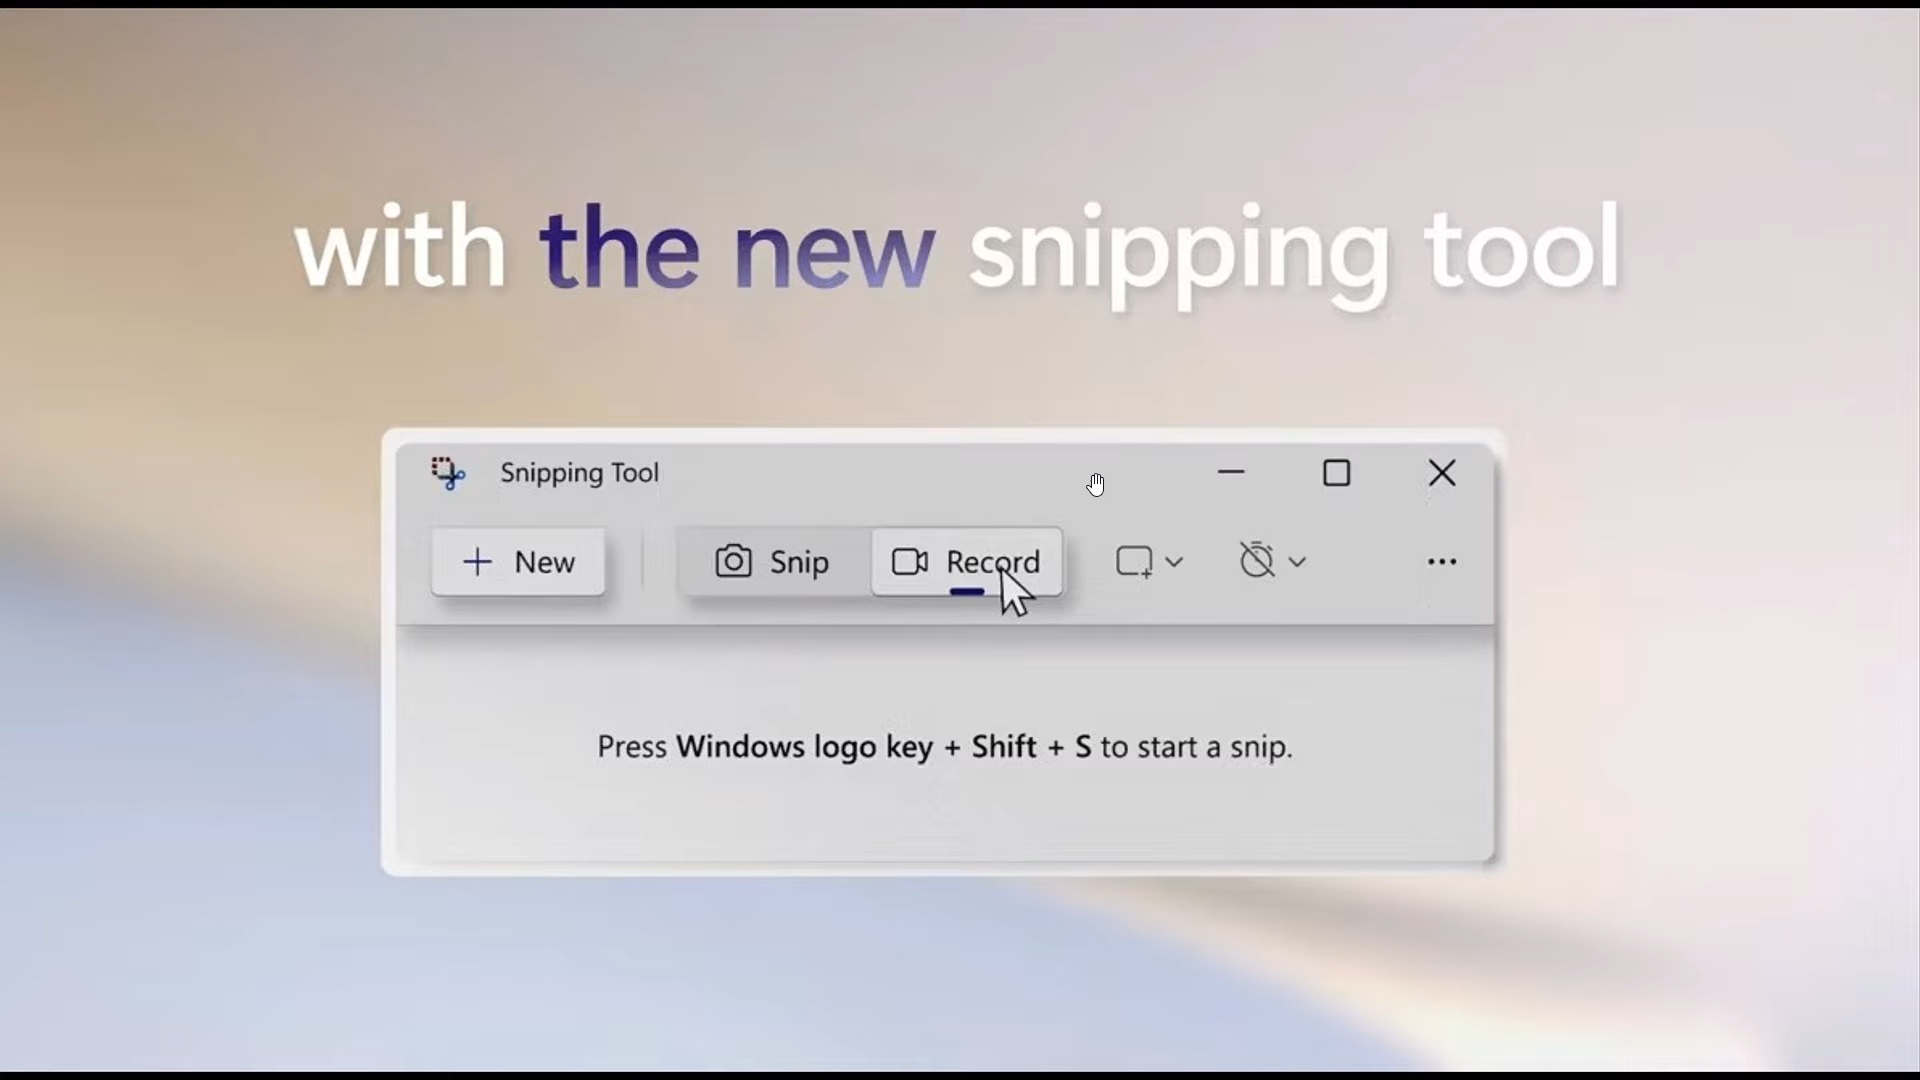 with the new snipping tool
Snipping Tool
New Snip Record
Press Windows logo key + Shift + S to start a snip.